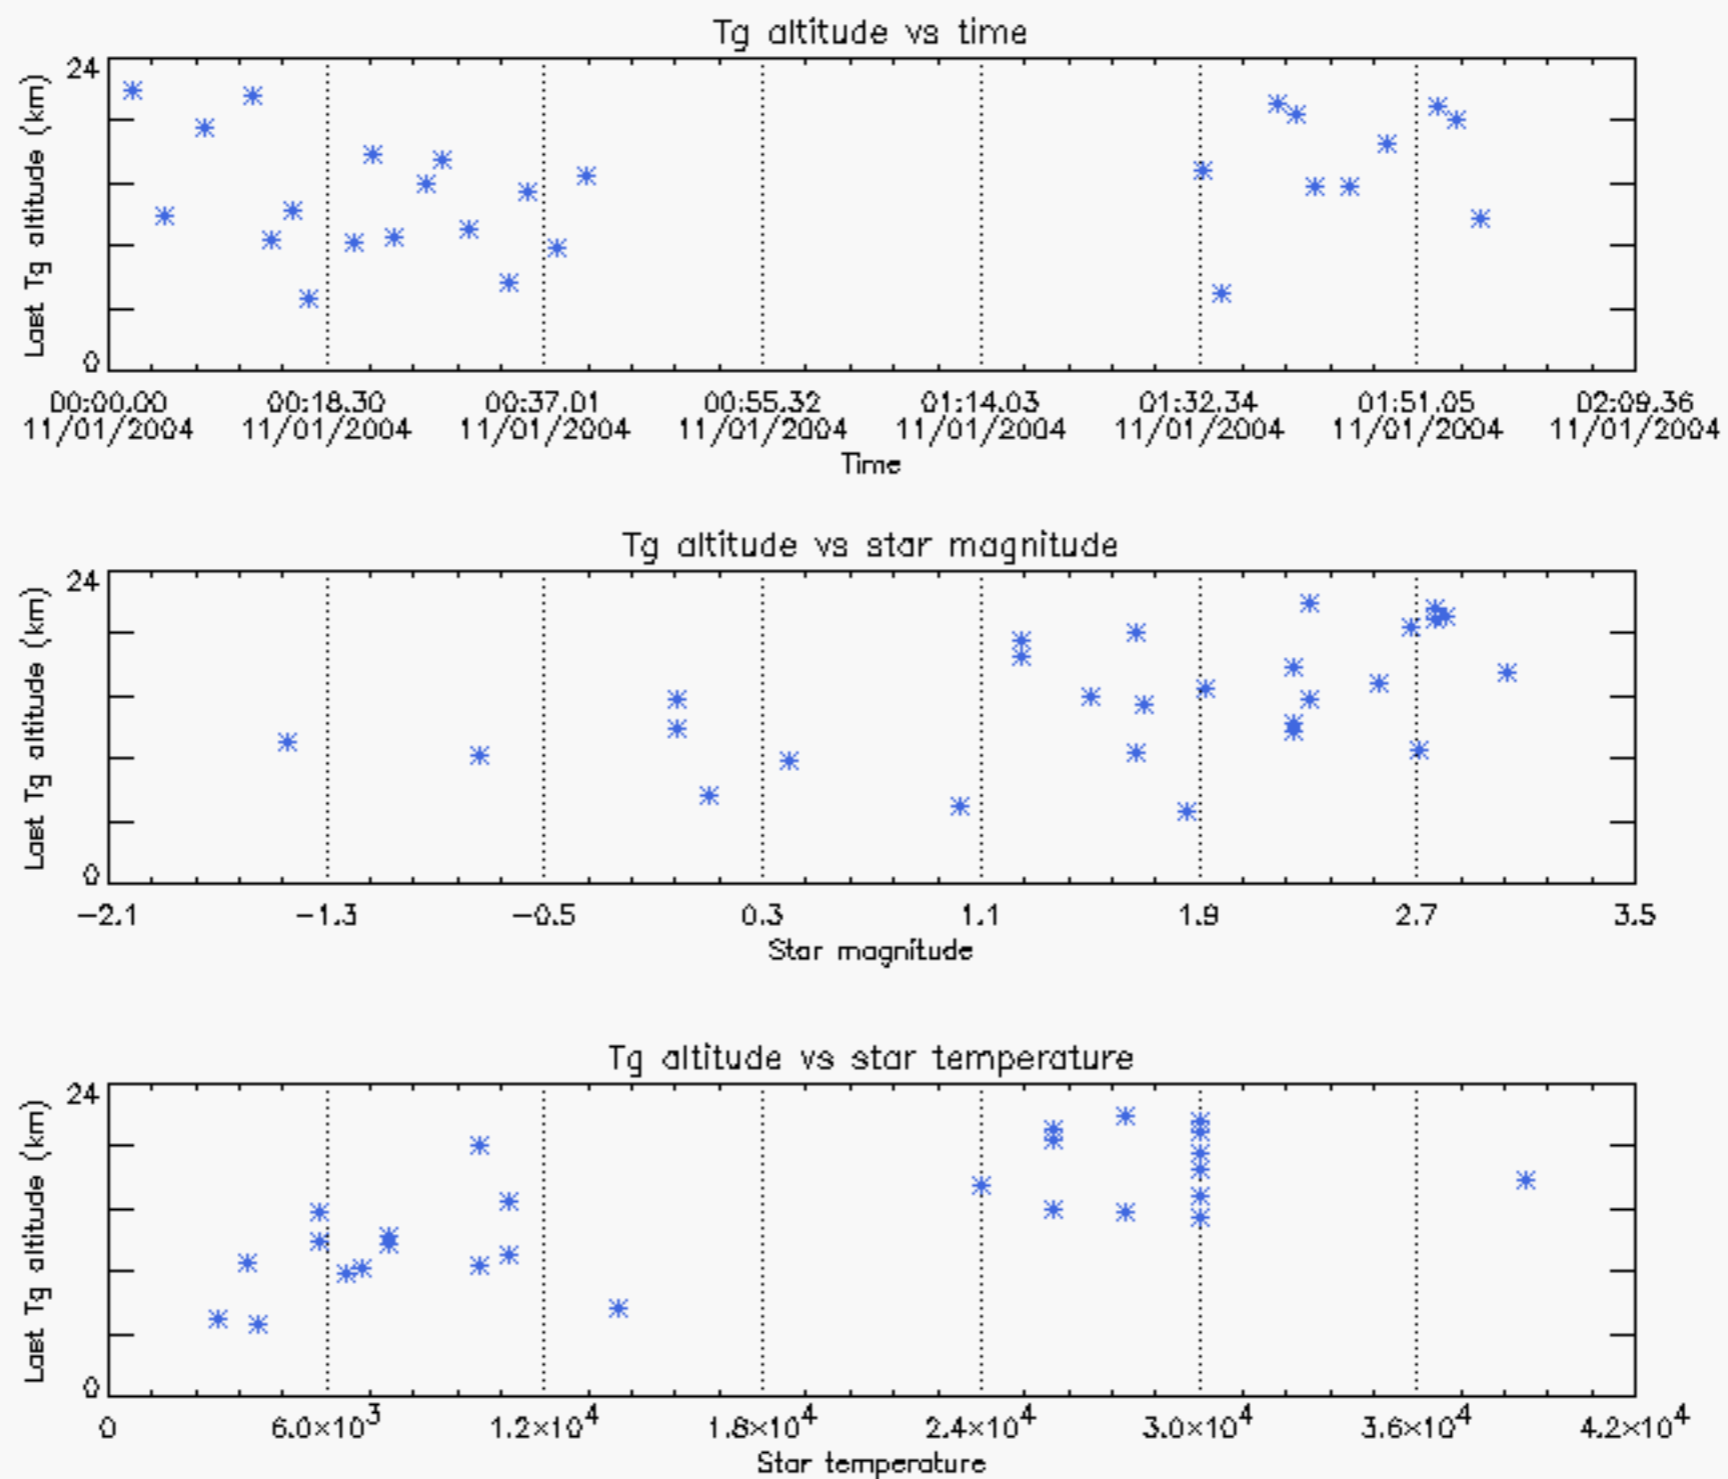 Tg altitude vs time
Last Tg altitude (km)
24
0
00:00.00 00:18.30 00:37.01 00:55.32 01:14.03 01:32.34 01:51.05 02:09.36
11/01/2004 11/01/2004 11/01/2004 11/01/2004 11/01/2004 11/01/2004 11/01/2004 11/01/2004
Time
Tg altitude vs star magnitude
Last Tg altitude (km)
24
0
−2.1 −1.3 −0.5 0.3 1.1 1.9 2.7 3.5
Star magnitude
Tg altitude vs star temperature
Last Tg altitude (km)
24
0
0 6.0×10³ 1.2×10⁴ 1.8×10⁴ 2.4×10⁴ 3.0×10⁴ 3.6×10⁴ 4.2×10⁴
Star temperature